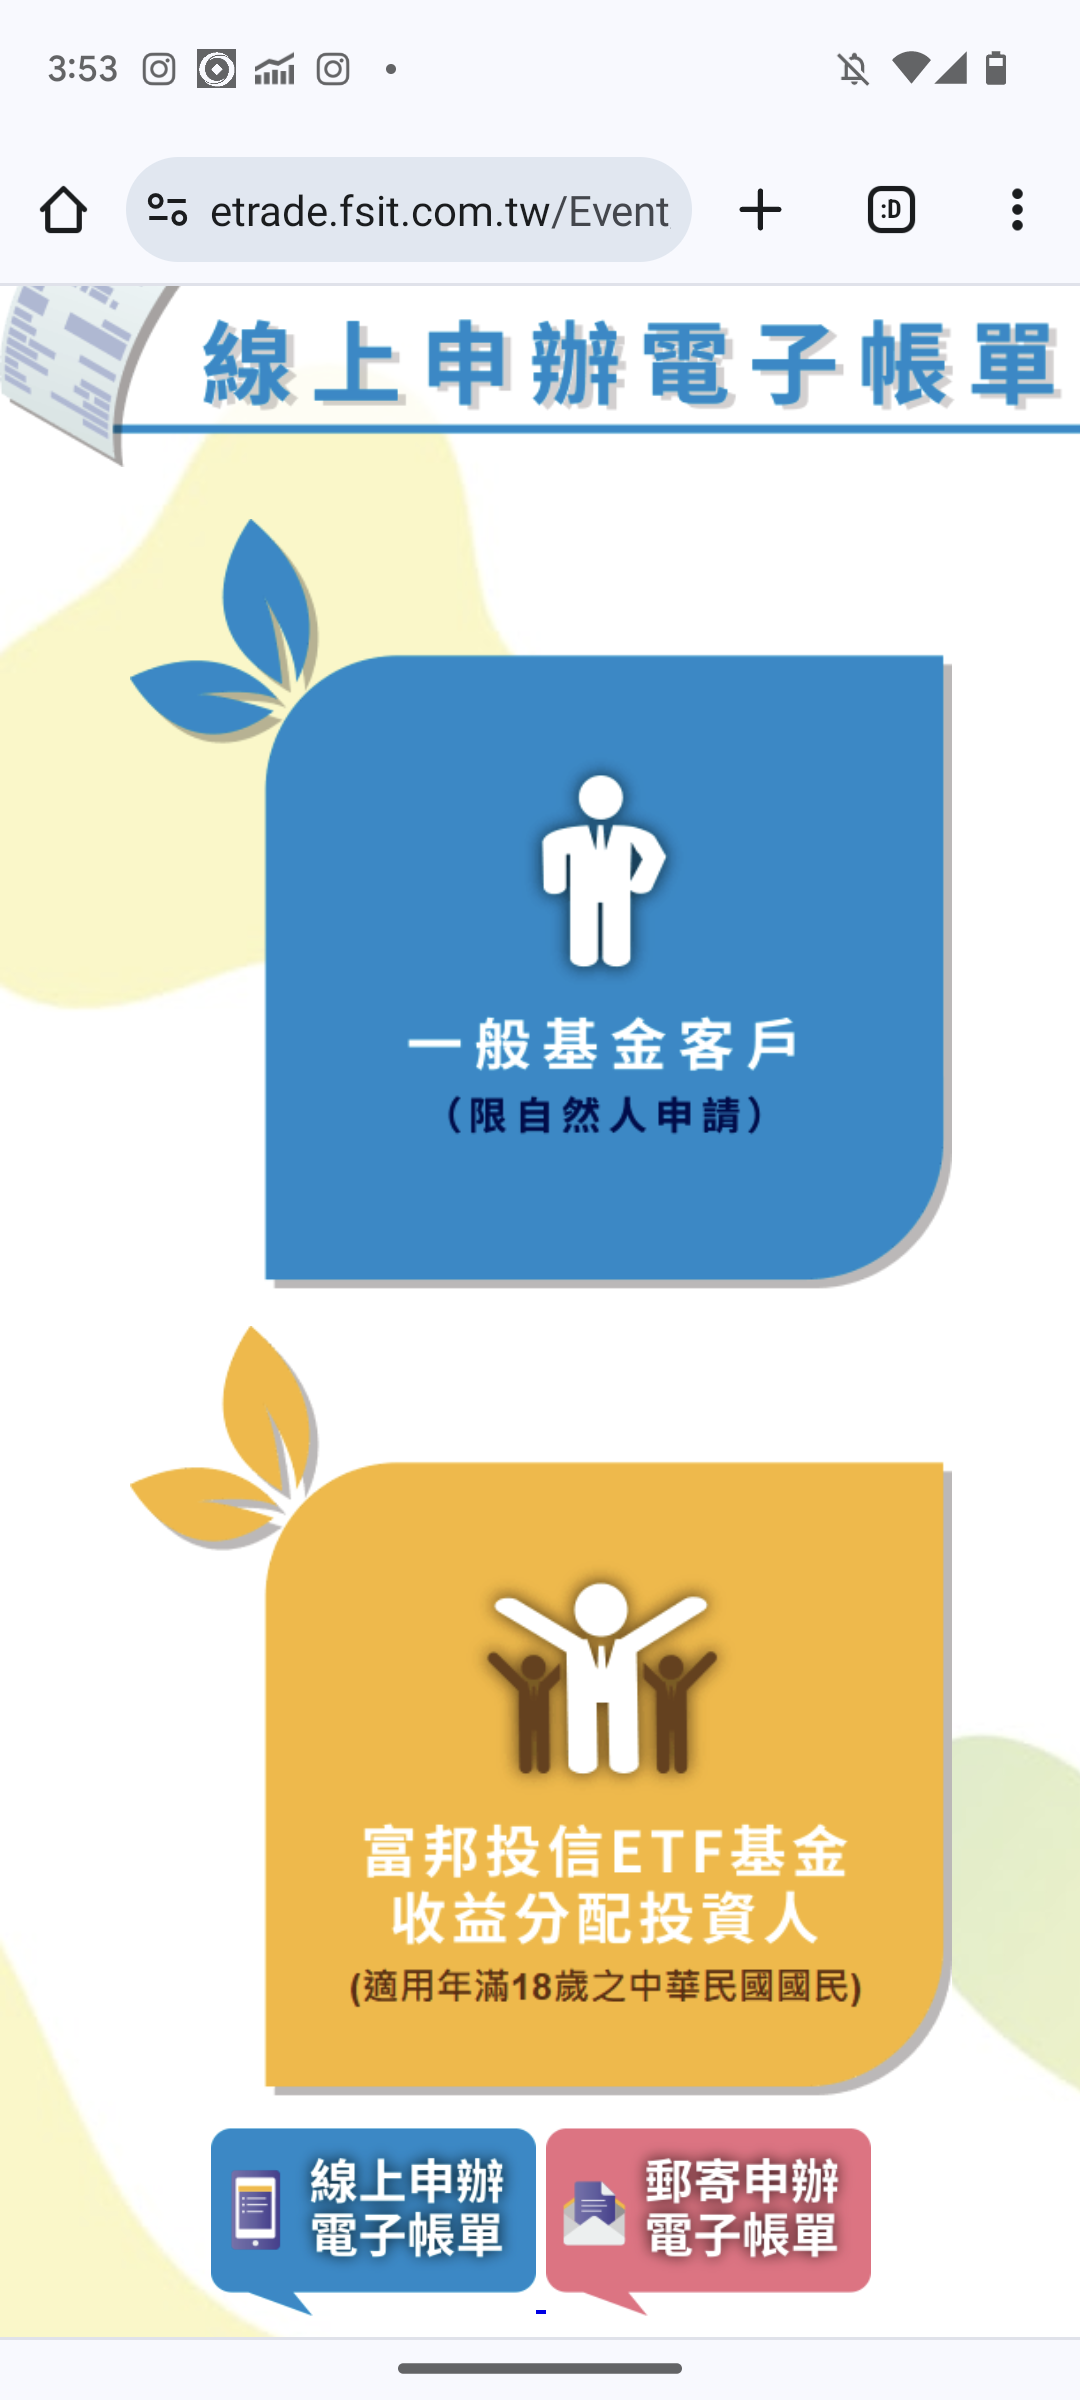 3:53
etrade.fsit.com.tw/Event
:D
線上申辦電子帳單
一般基金客戶
（限自然人申請）
富邦投信ETF基金
收益分配投資人
(適用年滿18歲之中華民國國民)
線上申辦
電子帳單
郵寄申辦
電子帳單